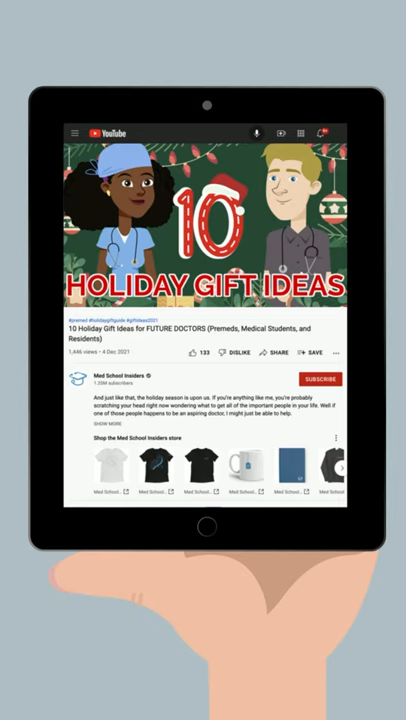 YouTube
10
HOLIDAY GIFT IDEAS
#premed #holidaygiftguide #giftideas2021
10 Holiday Gift Ideas for FUTURE DOCTORS (Premeds, Medical Students, and
Residents)
1,446 views • 4 Dec 2021
133 DISLIKE SHARE SAVE
Med School Insiders
SUBSCRIBE
And just like that, the holiday season is upon us. If you're anything like me, you're probably
scratching your head right now wondering what to get all of the important people in your life. Well if
one of those people happens to be an aspiring doctor, I might just be able to help.
SHOW MORE
Shop the Med School Insiders store
Med School... Med School... Med School... Med School... Med School... Med School...